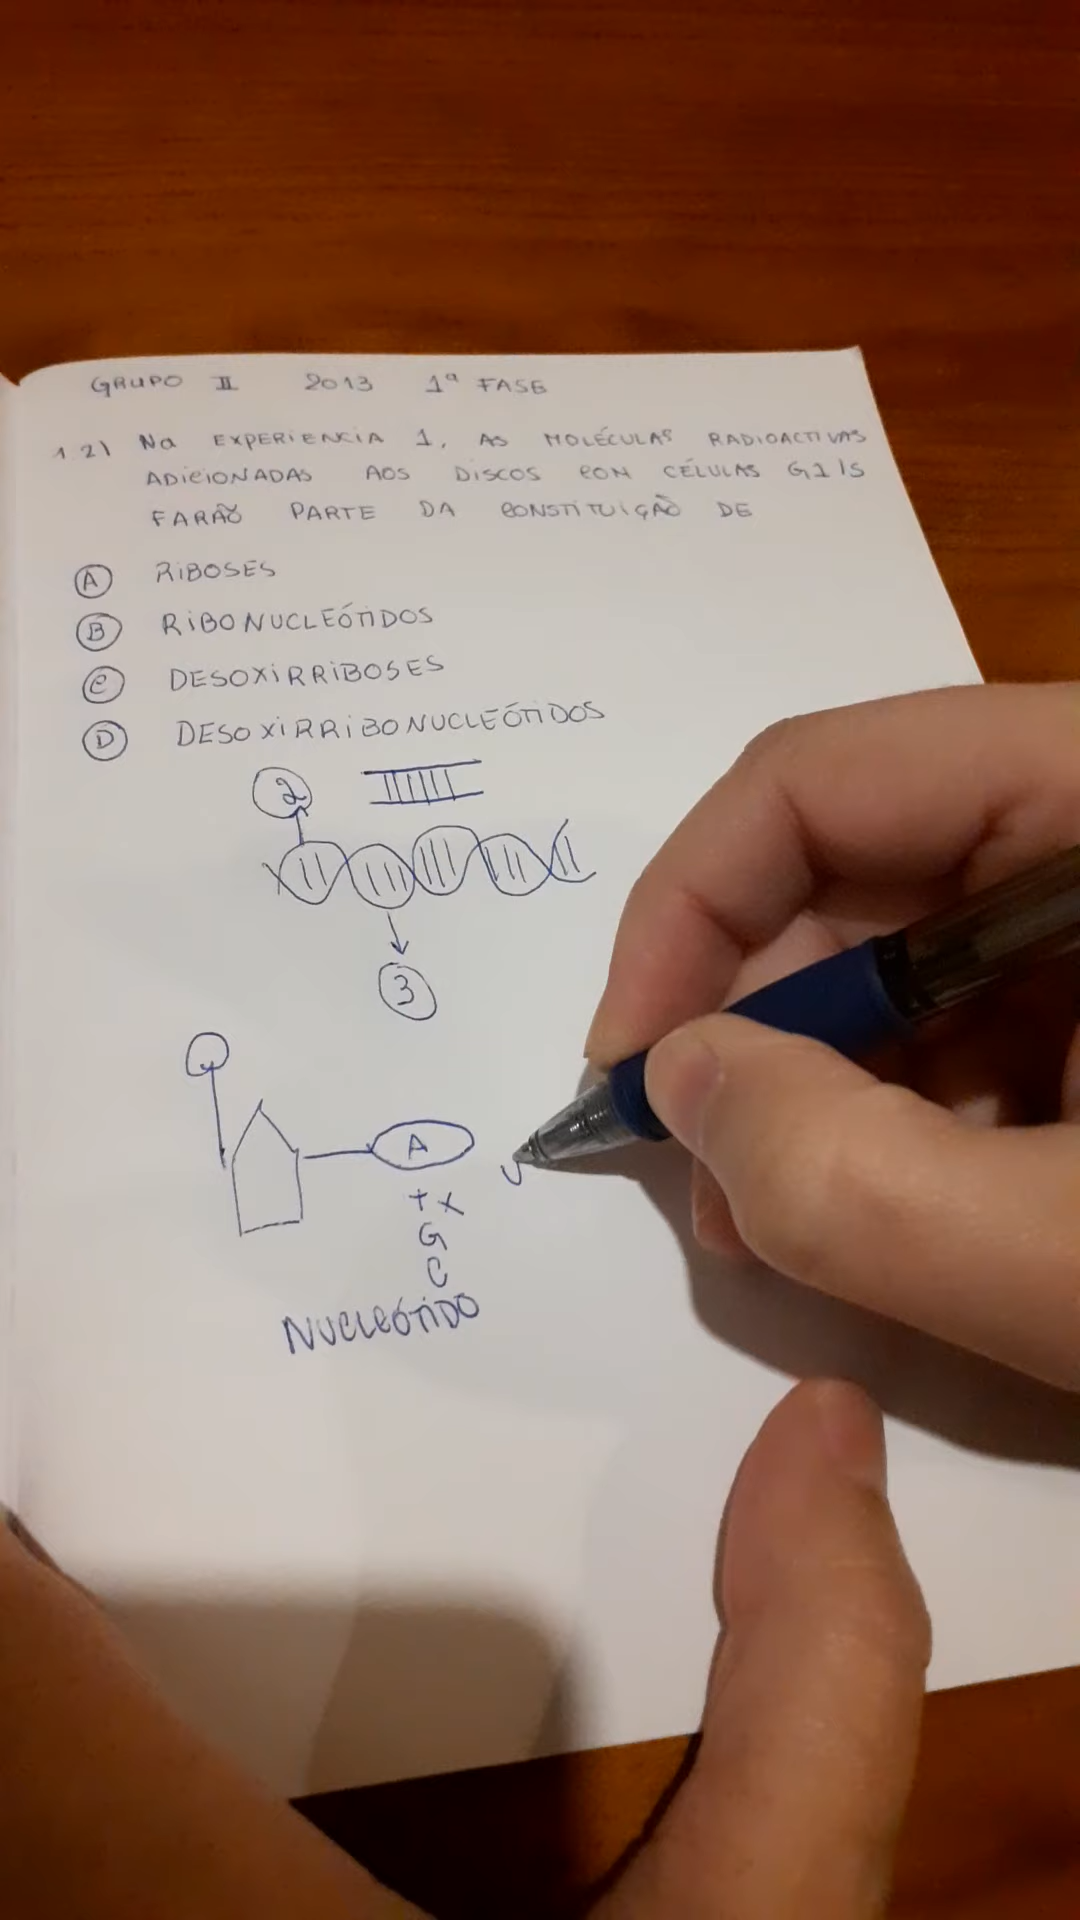 GRUPO II 2013 1ª FASE
1.2) Na EXPERIENCIA 1, AS MOLÉCULAS RADIOACTIVAS
ADICIONADAS AOS DISCOS COM CÉLULAS G1/S
FARÃO PARTE DA CONSTITUIÇÃO DE
A RIBOSES
B RIBONUCLEÓTIDOS
C DESOXIRRIBOSES
D DESOXIRRIBONUCLEÓTIDOS
2
3
A
T X
G
C
NUCLEÓTIDO